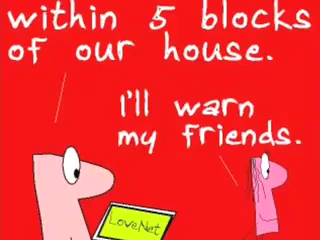 within 5 blocks
of our house.
I'll warn
my friends.
LoveNet